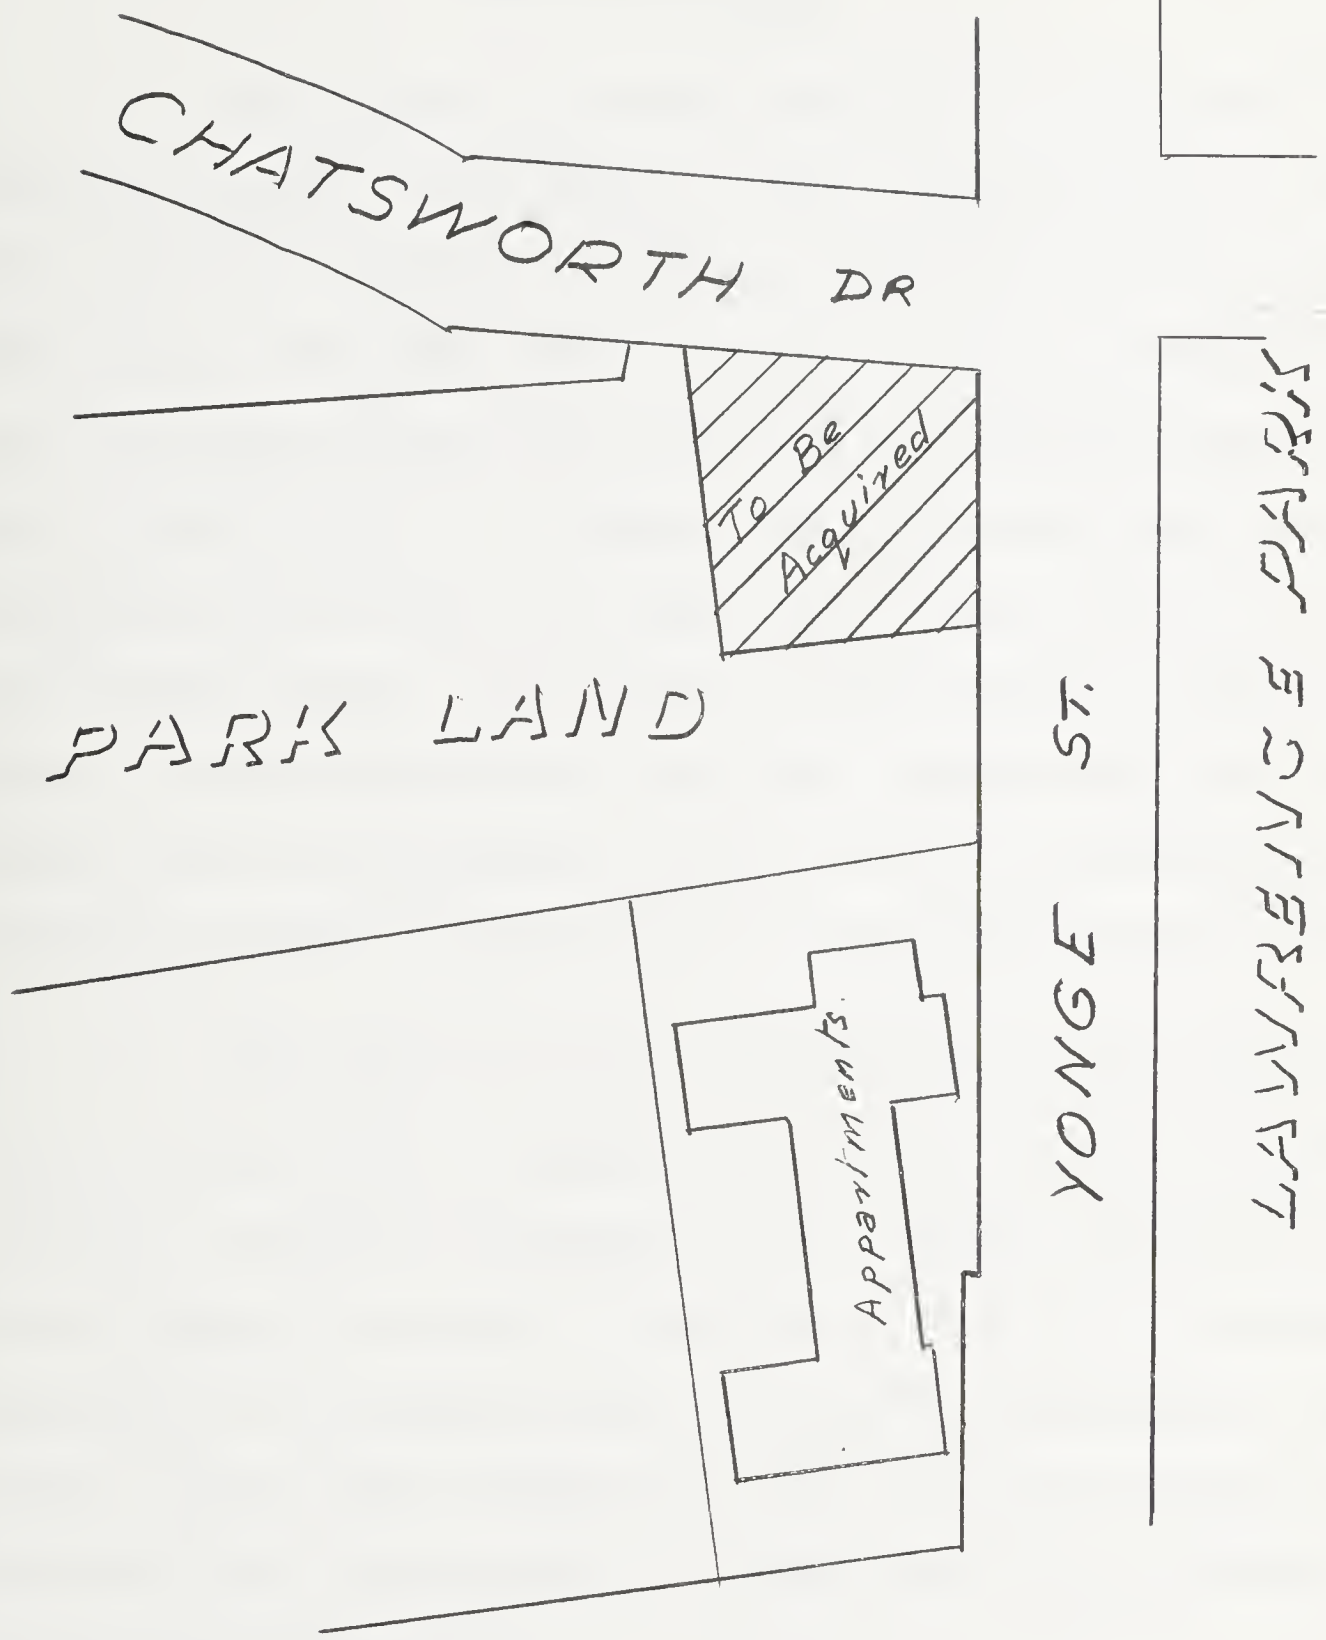 CHATSWORTH DR
To Be
Acquired
PARK LAND
YONGE ST.
LAWRENCE PARK
Appartments.